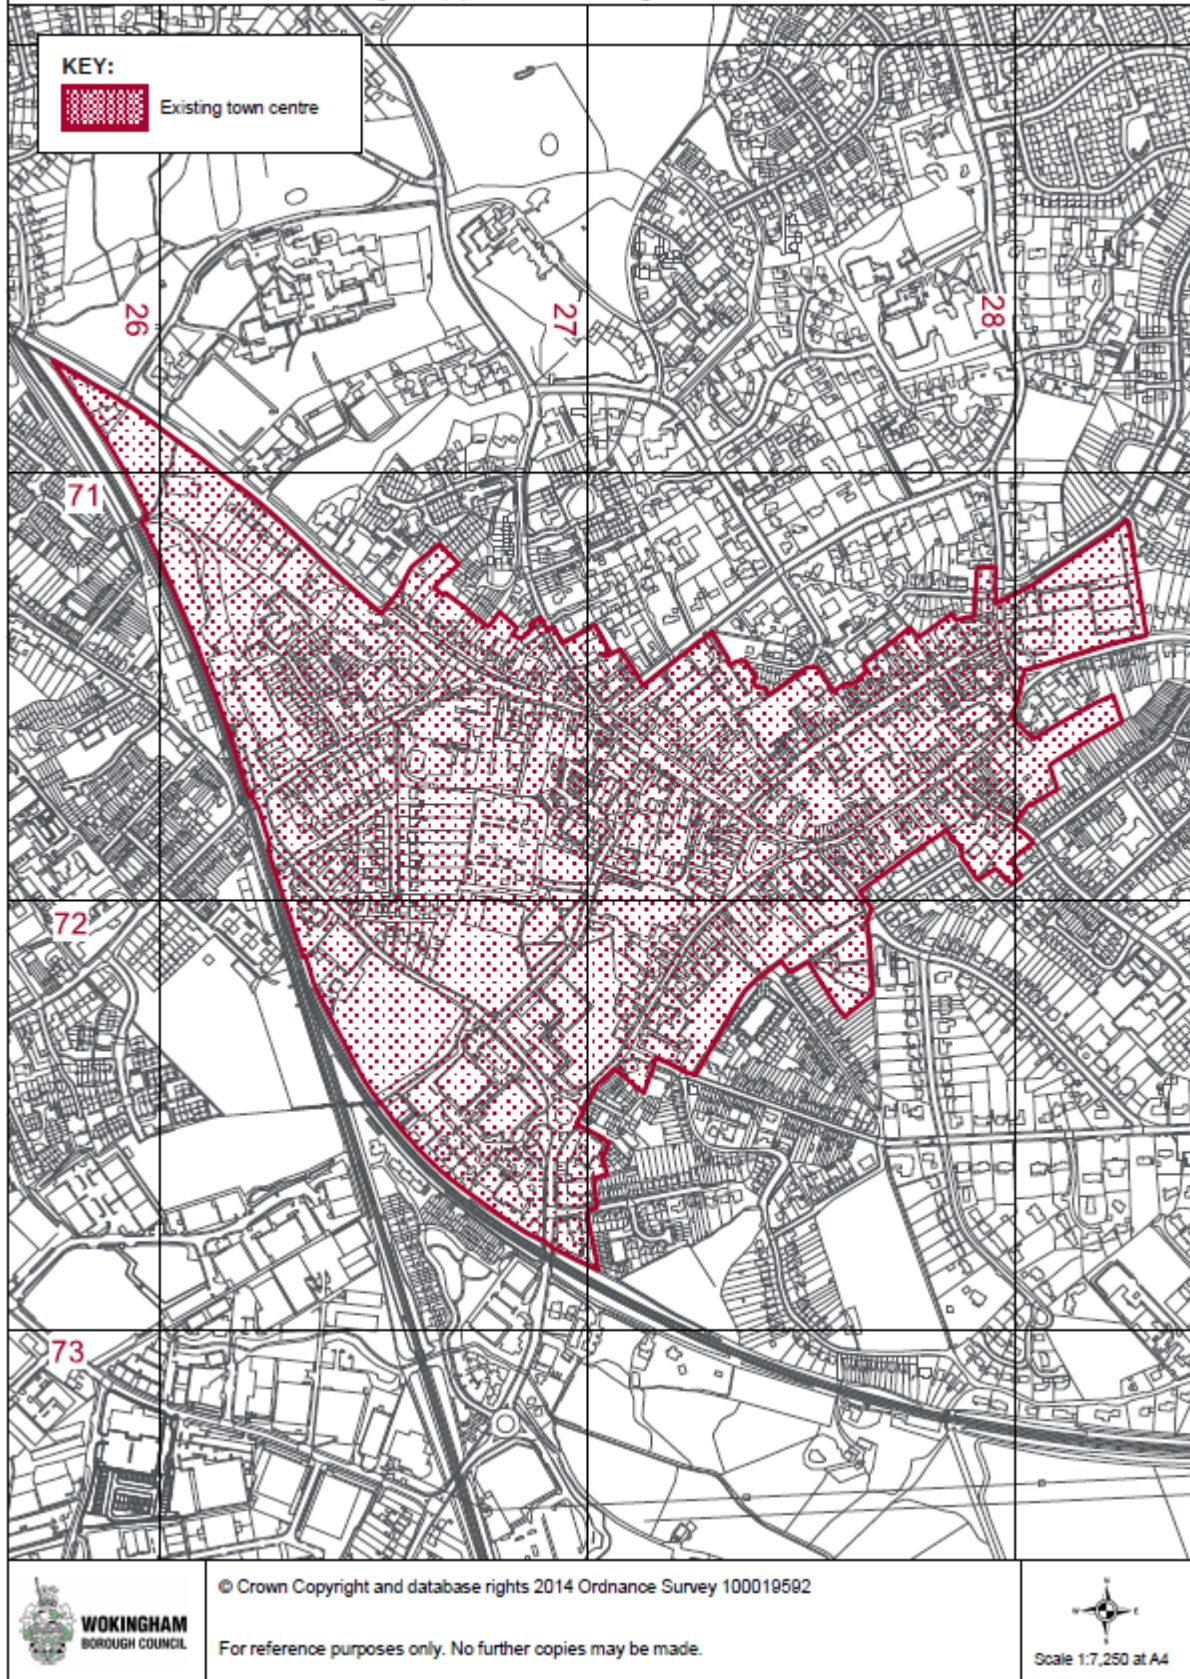 KEY:
Existing town centre
26
27
28
71
72
73
WOKINGHAM
BOROUGH COUNCIL
© Crown Copyright and database rights 2014 Ordnance Survey 100019592
For reference purposes only. No further copies may be made.
N
W E
S
Scale 1:7,250 at A4